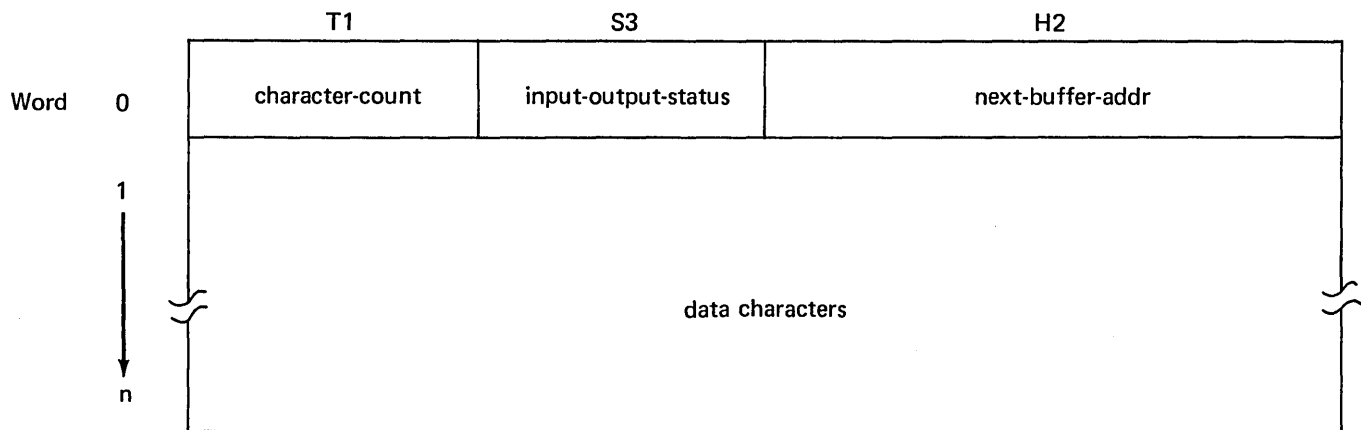 T1 S3 H2
Word 0 character-count input-output-status next-buffer-addr
1
data characters
n